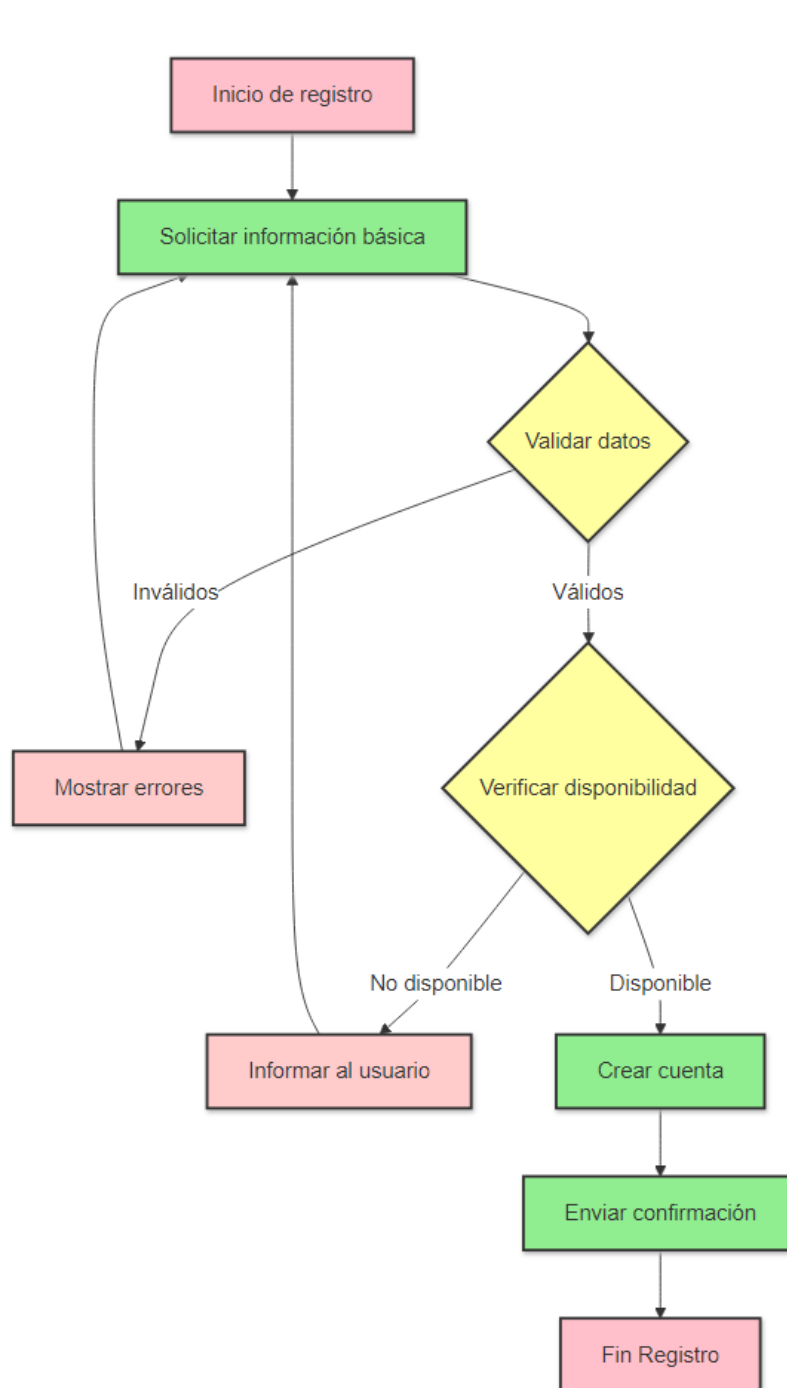 Inicio de registro
Solicitar información básica
Validar datos
Inválidos
Válidos
Mostrar errores
Verificar disponibilidad
No disponible
Disponible
Informar al usuario
Crear cuenta
Enviar confirmación
Fin Registro